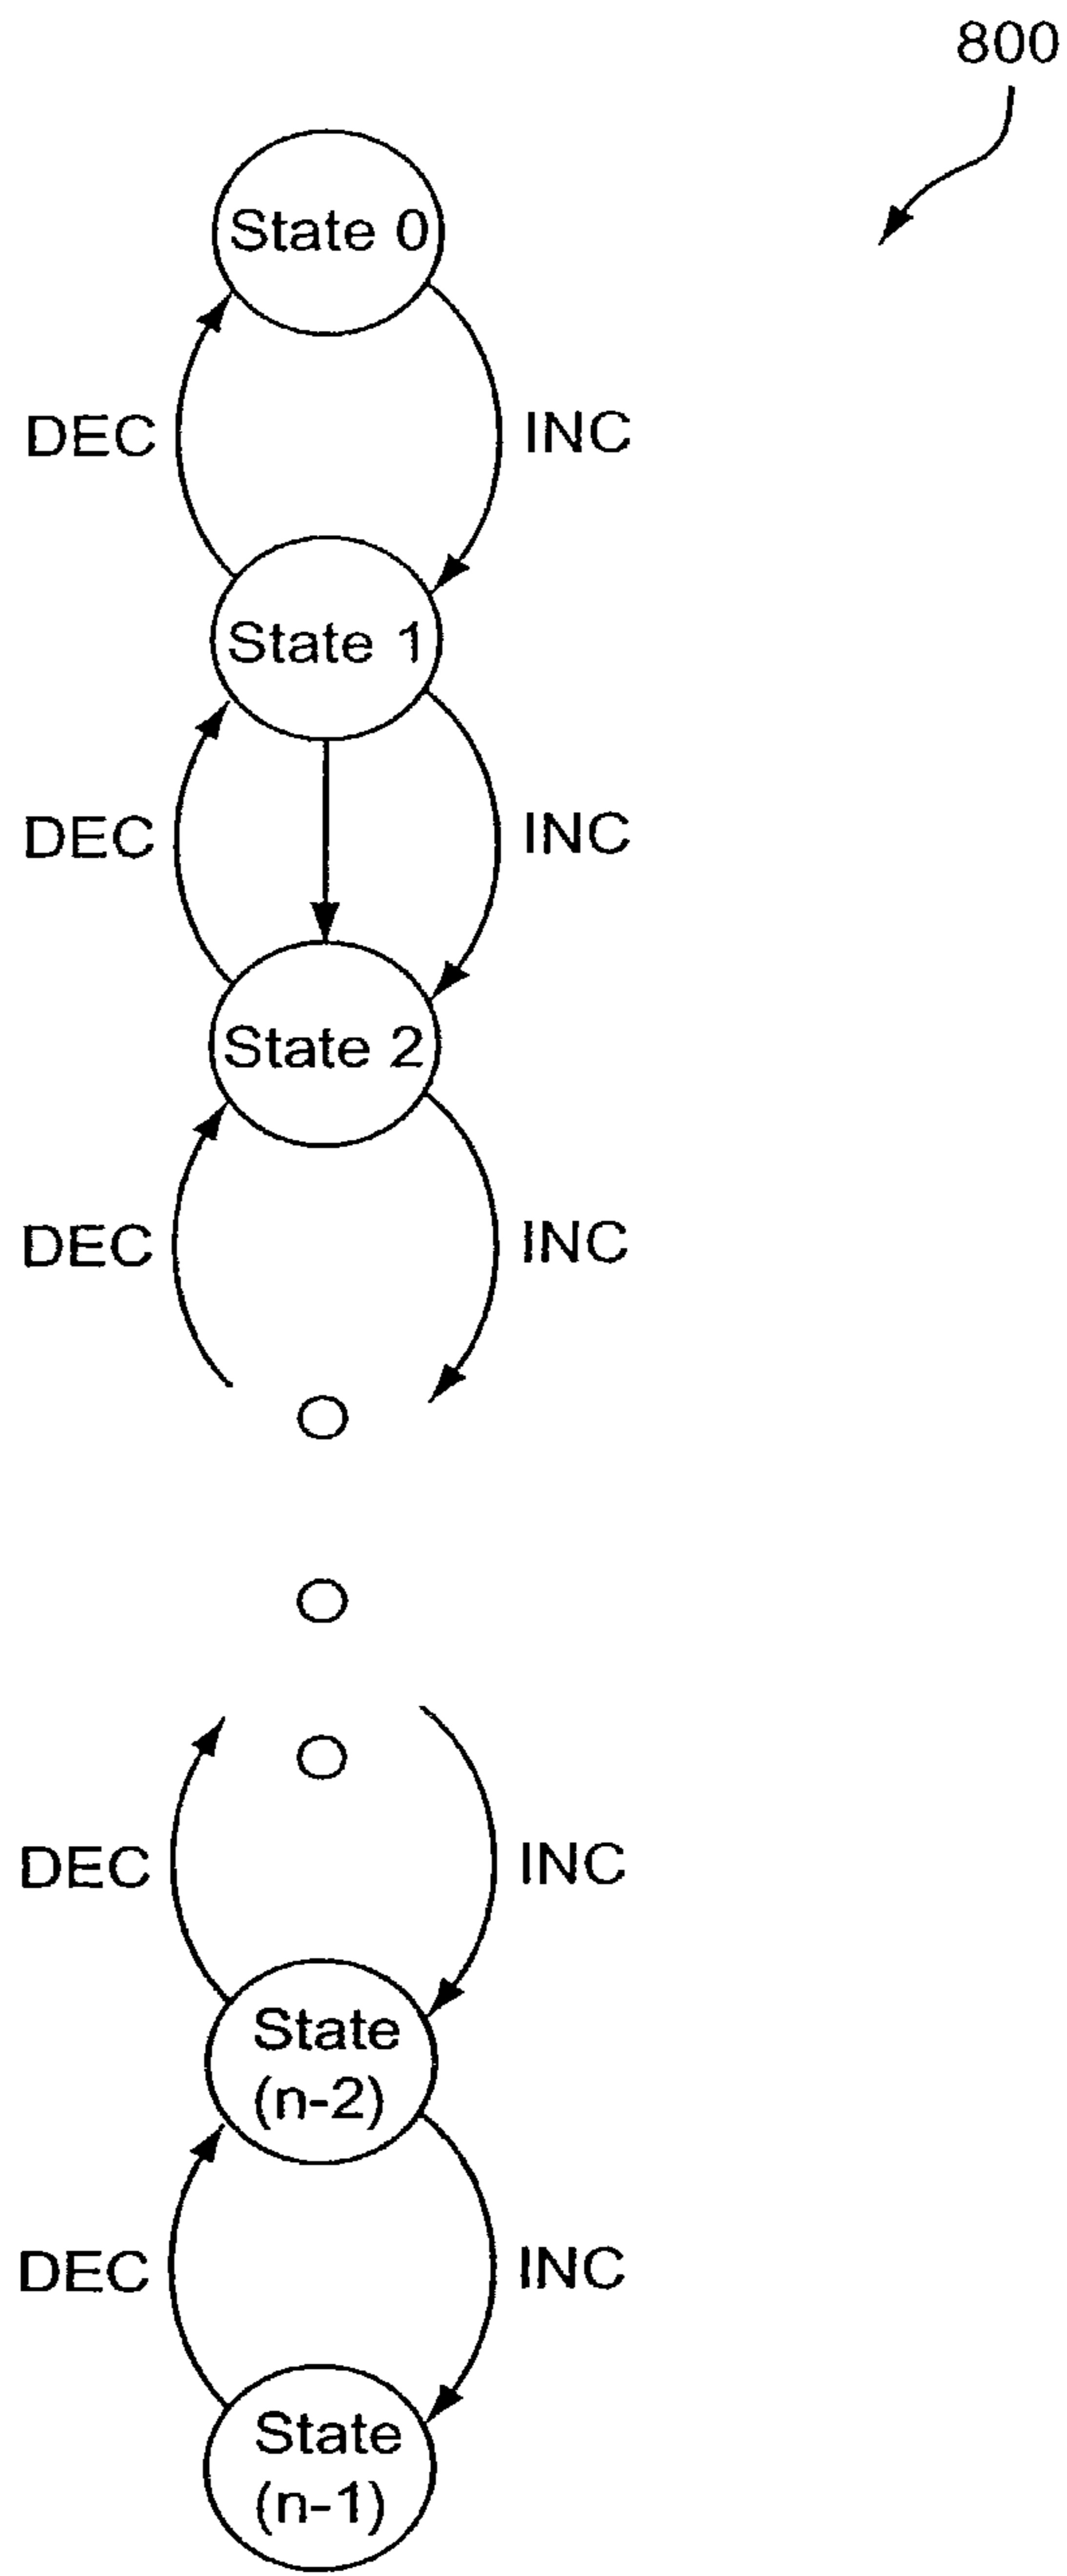 800
State 0
DEC
INC
State 1
DEC
INC
State 2
DEC
INC
DEC
INC
State
(n-2)
DEC
INC
State
(n-1)